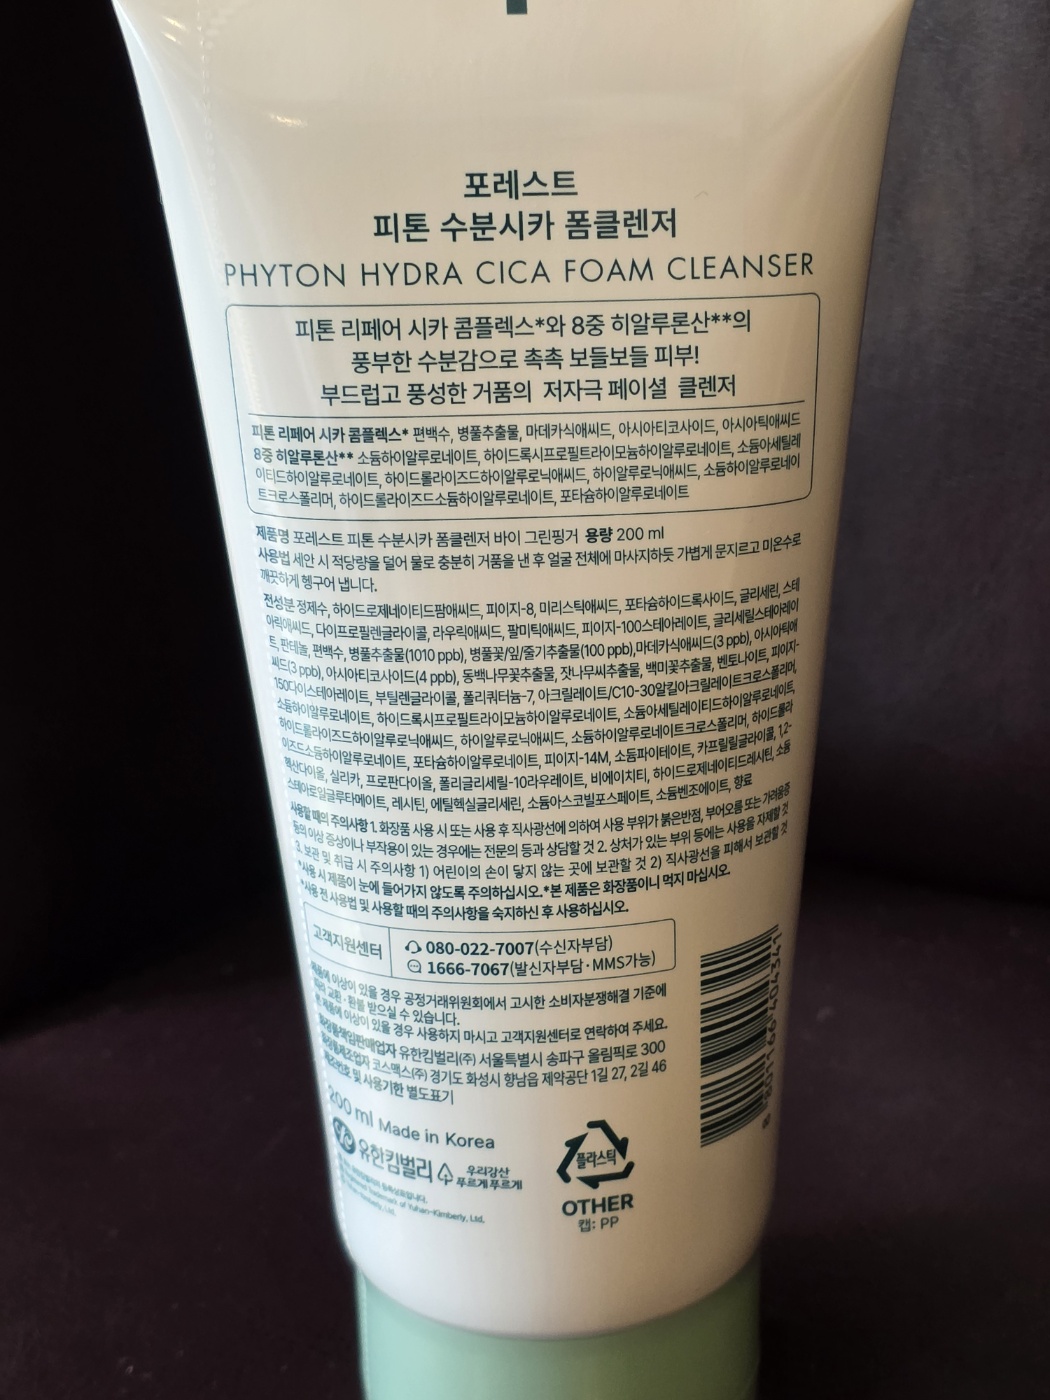 포레스트
피톤 수분시카 폼클렌저
PHYTON HYDRA CICA FOAM CLEANSER
피톤 리페어 시카 콤플렉스*와 8중 히알루론산**의
풍부한 수분감으로 촉촉 보들보들 피부!
부드럽고 풍성한 거품의 저자극 페이셜 클렌저
피톤 리페어 시카 콤플렉스* 편백수, 병풀추출물, 마데카식애씨드, 아시아티코사이드, 아시아틱애씨드
8중 히알루론산** 소듐하이알루로네이트, 하이드록시프로필트라이모늄하이알루로네이트, 소듐아세틸레
이티드하이알루로네이트, 하이드롤라이즈드하이알루로닉애씨드, 하이알루로닉애씨드, 소듐하이알루로네이
트크로스폴리머, 하이드롤라이즈드소듐하이알루로네이트, 포타슘하이알루로네이트
제품명 포레스트 피톤 수분시카 폼클렌저 바이 그린핑거 용량 200 ml
사용법 세안 시 적당량을 덜어 물로 충분히 거품을 낸 후 얼굴 전체에 마사지하듯 가볍게 문지르고 미온수로
깨끗하게 헹구어 냅니다.
전성분 정제수, 하이드로제네이티드팜애씨드, 피이지-8, 미리스틱애씨드, 포타슘하이드록사이드, 글리세린, 스테
아릭애씨드, 다이프로필렌글라이콜, 라우릭애씨드, 팔미틱애씨드, 피이지-100스테아레이트, 글리세릴스테아레이
트, 판테놀, 편백수, 병풀추출물(1010 ppb), 병풀꽃/잎/줄기추출물(100 ppb),마데카식애씨드(3 ppb), 아시아틱애
씨드(3 ppb), 아시아티코사이드(4 ppb), 동백나무꽃추출물, 잣나무씨추출물, 백미꽃추출물, 벤토나이트, 피이지-
150다이스테아레이트, 부틸렌글라이콜, 폴리쿼터늄-7, 아크릴레이트/C10-30알킬아크릴레이트크로스폴리머,
소듐하이알루로네이트, 하이드록시프로필트라이모늄하이알루로네이트, 소듐아세틸레이티드하이알루로네이트,
하이드롤라이즈드하이알루로닉애씨드, 하이알루로닉애씨드, 소듐하이알루로네이트크로스폴리머, 하이드롤라
이즈드소듐하이알루로네이트, 포타슘하이알루로네이트, 피이지-14M, 소듐파이테이트, 카프릴릴글라이콜, 1,2-
헥산다이올, 실리카, 프로판다이올, 폴리글리세릴-10라우레이트, 비에이치티, 하이드로제네이티드레시틴, 소듐
스테아로일글루타메이트, 레시틴, 에틸헥실글리세린, 소듐아스코빌포스페이트, 소듐벤조에이트, 향료
사용할 때의 주의사항 1. 화장품 사용 시 또는 사용 후 직사광선에 의하여 사용 부위가 붉은반점, 부어오름 또는 가려움증
등의 이상 증상이나 부작용이 있는 경우에는 전문의 등과 상담할 것 2. 상처가 있는 부위 등에는 사용을 자제할 것
3. 보관 및 취급 시 주의사항 1) 어린이의 손이 닿지 않는 곳에 보관할 것 2) 직사광선을 피해서 보관할 것
*사용 시 제품이 눈에 들어가지 않도록 주의하십시오.*본 제품은 화장품이니 먹지 마십시오.
*사용 전 사용법 및 사용할 때의 주의사항을 숙지하신 후 사용하십시오.
고객지원센터
080-022-7007(수신자부담)
1666-7067(발신자부담·MMS가능)
제품에 이상이 있을 경우 공정거래위원회에서 고시한 소비자분쟁해결 기준에
따라 교환·환불 받으실 수 있습니다.
본 제품에 이상이 있을 경우 사용하지 마시고 고객지원센터로 연락하여 주세요.
화장품책임판매업자 유한킴벌리(주) 서울특별시 송파구 올림픽로 300
화장품제조업자 코스맥스(주) 경기도 화성시 향남읍 제약공단 1길 27, 2길 46
제조번호 및 사용기한 별도표기
200 ml Made in Korea
유한킴벌리
우리강산
푸르게 푸르게
Trademark of Yuhan-Kimberly, Ltd.
플라스틱
OTHER
캡: PP